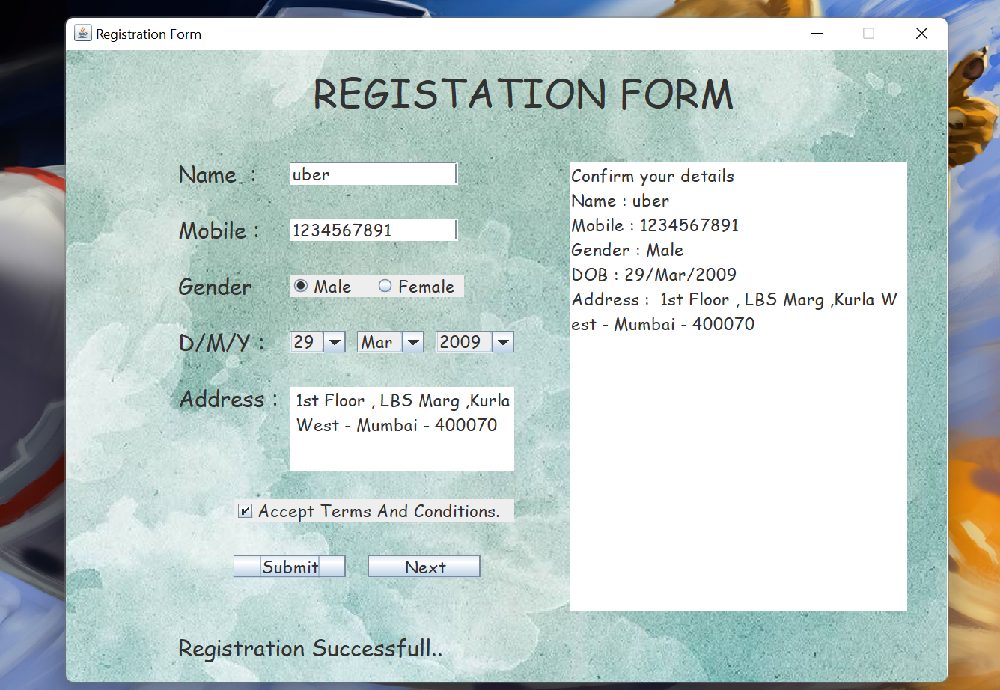 Registration Form
REGISTATION FORM
Name :
uber
Mobile :
1234567891
Gender
Male
Female
D/M/Y :
29
Mar
2009
Address :
1st Floor , LBS Marg ,Kurla
West - Mumbai - 400070
Accept Terms And Conditions.
Submit
Next
Registration Successfull..
Confirm your details
Name : uber
Mobile : 1234567891
Gender : Male
DOB : 29/Mar/2009
Address :  1st Floor , LBS Marg ,Kurla W
est - Mumbai - 400070